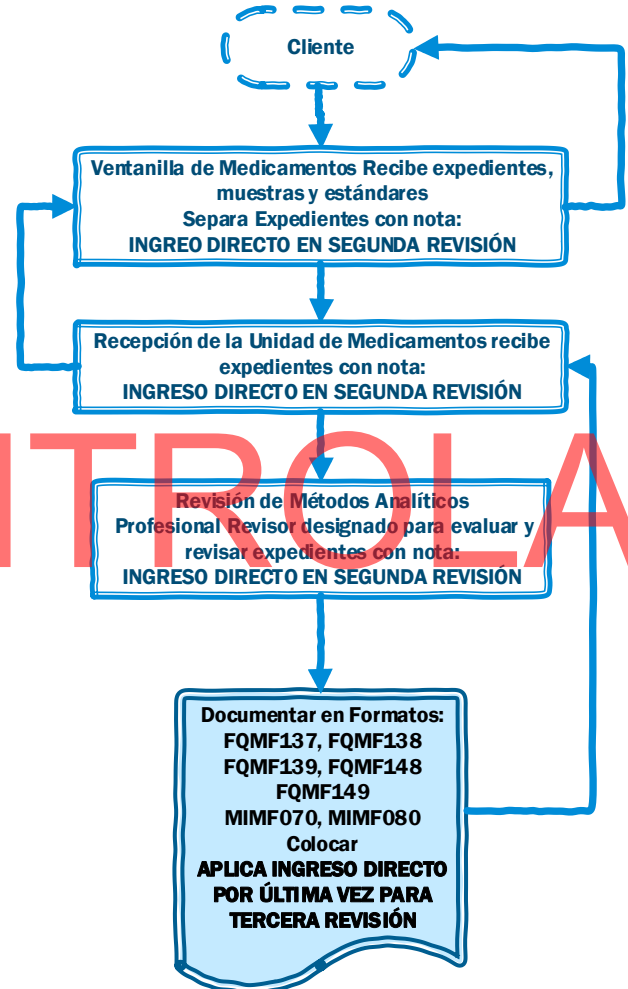 Cliente
Ventanilla de Medicamentos Recibe expedientes,
muestras y estándares
Separa Expedientes con nota:
INGREO DIRECTO EN SEGUNDA REVISIÓN
Recepción de la Unidad de Medicamentos recibe
expedientes con nota:
INGRESO DIRECTO EN SEGUNDA REVISIÓN
NTROLA
Revisión de Métodos Analíticos
Profesional Revisor designado para evaluar y
revisar expedientes con nota:
INGRESO DIRECTO EN SEGUNDA REVISIÓN
Documentar en Formatos:
FQMF137, FQMF138
FQMF139, FQMF148
FQMF149
MIMF070, MIMF080
Colocar
APLICA INGRESO DIRECTO
POR ÚLTIMA VEZ PARA
TERCERA REVISIÓN